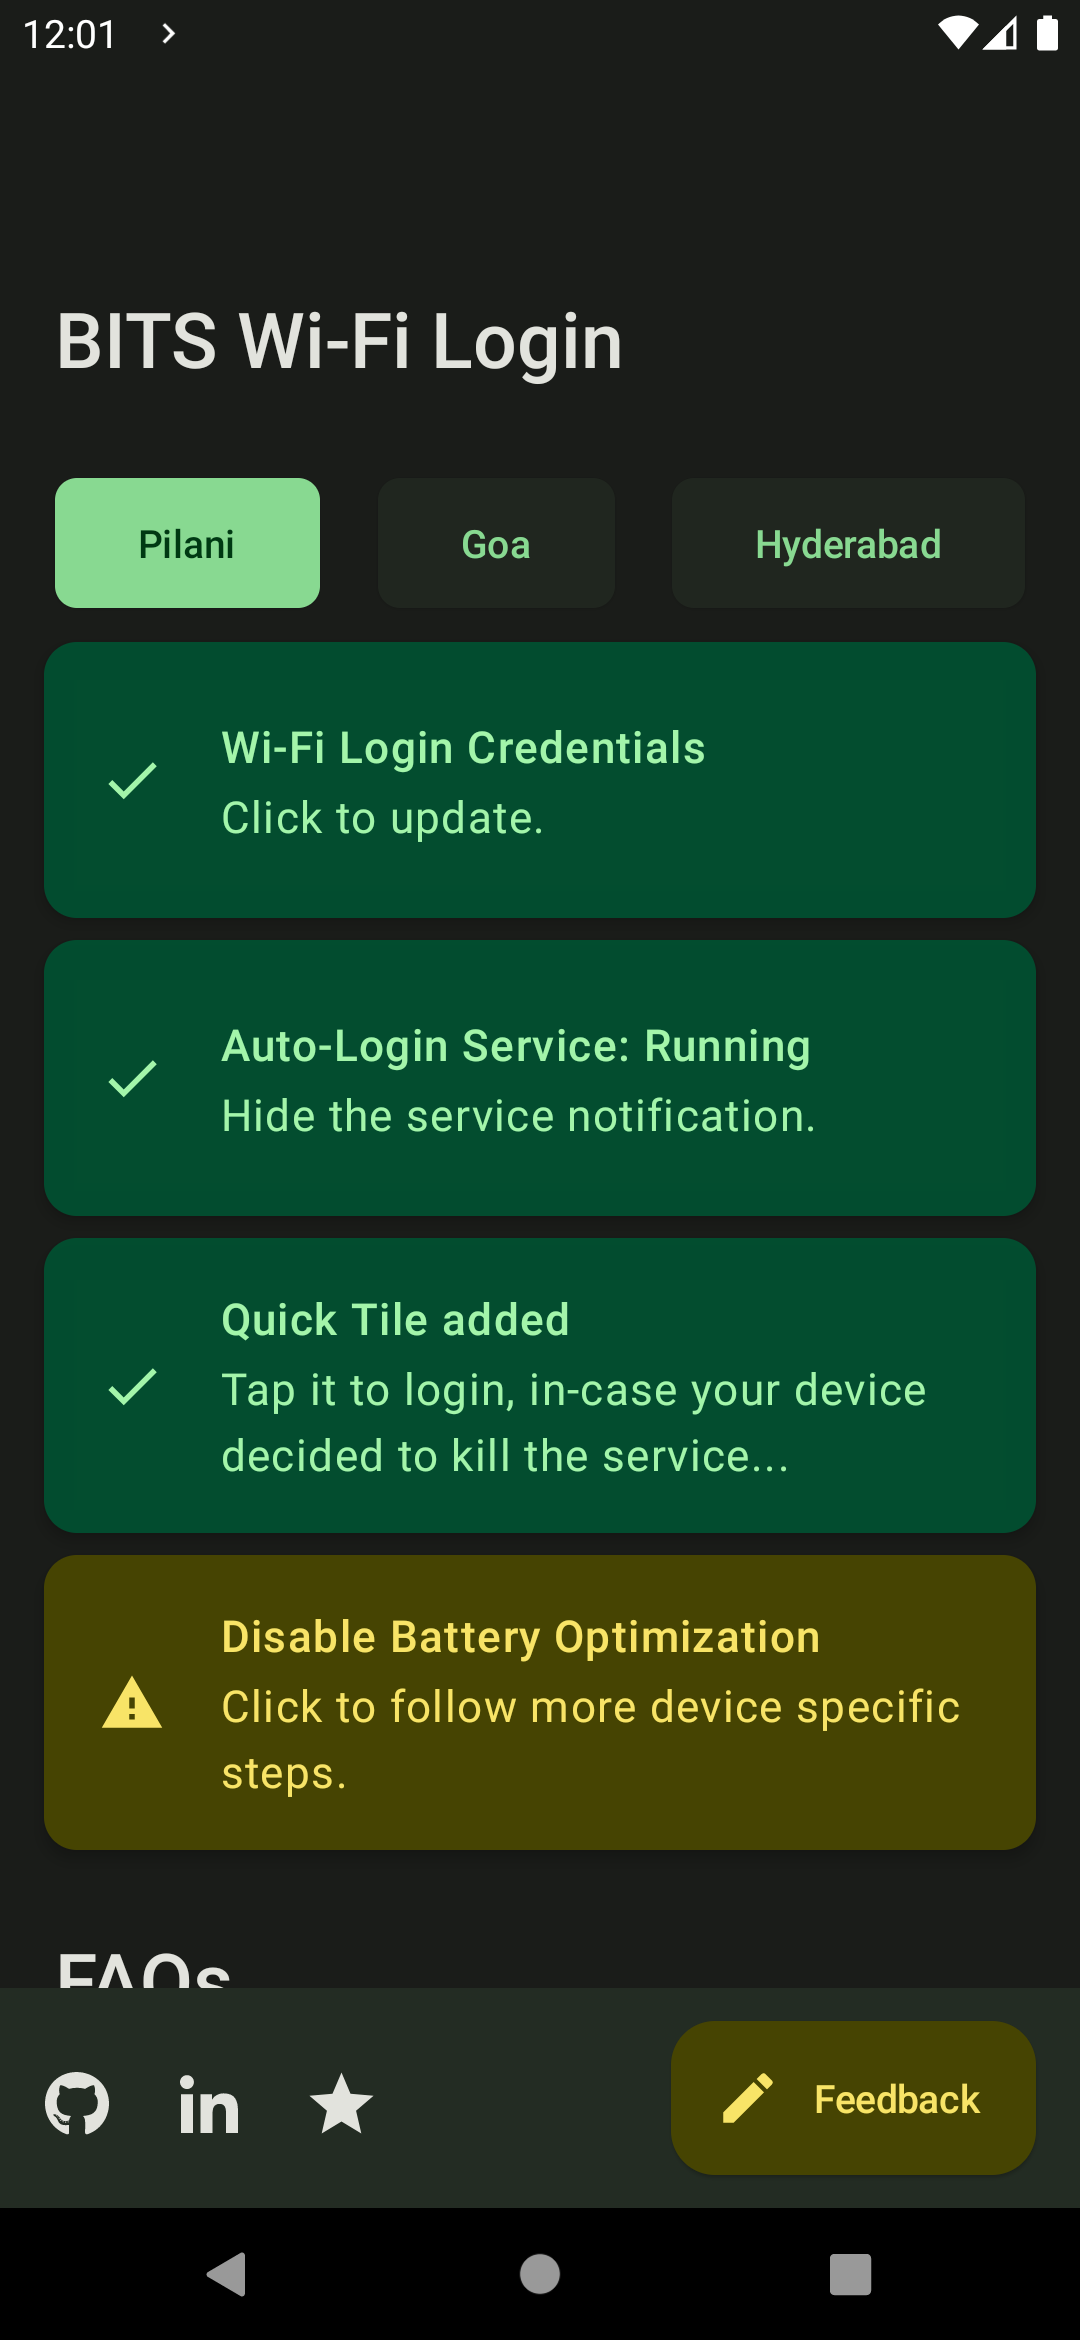 12:01
BITS Wi-Fi Login
Pilani Goa Hyderabad
Wi-Fi Login Credentials
Click to update.
Auto-Login Service: Running
Hide the service notification.
Quick Tile added
Tap it to login, in-case your device
decided to kill the service...
Disable Battery Optimization
Click to follow more device specific
steps.
FAQs
in
Feedback